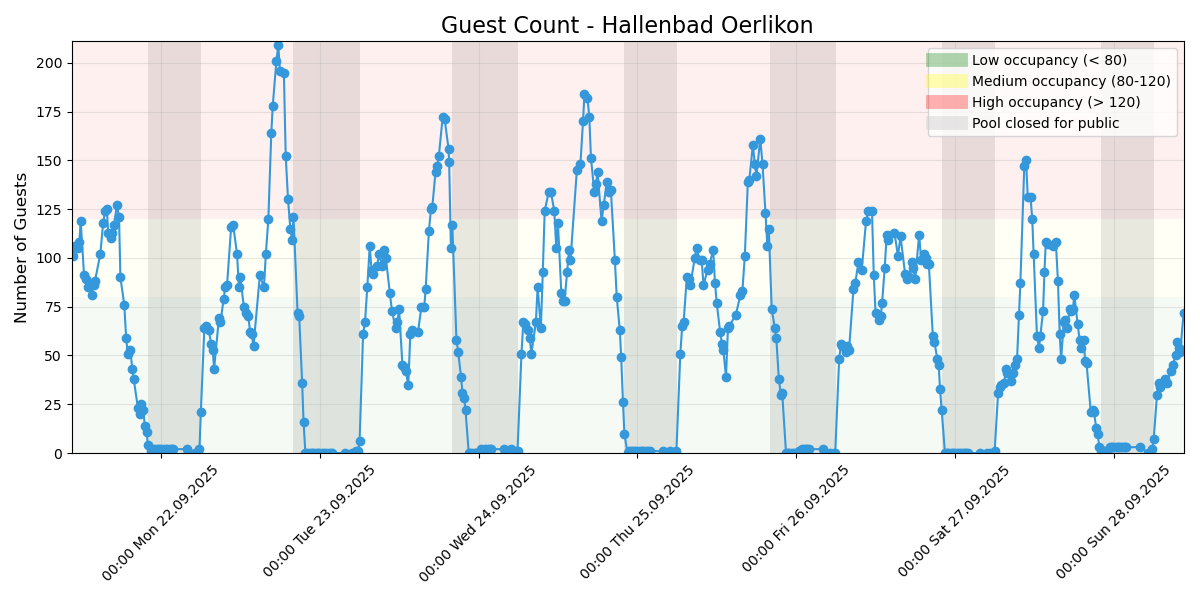 Guest Count - Hallenbad Oerlikon
Number of Guests
200
175
150
125
100
75
50
25
0
Low occupancy (< 80)
Medium occupancy (80-120)
High occupancy (> 120)
Pool closed for public
00:00 Mon 22.09.2025
00:00 Tue 23.09.2025
00:00 Wed 24.09.2025
00:00 Thu 25.09.2025
00:00 Fri 26.09.2025
00:00 Sat 27.09.2025
00:00 Sun 28.09.2025